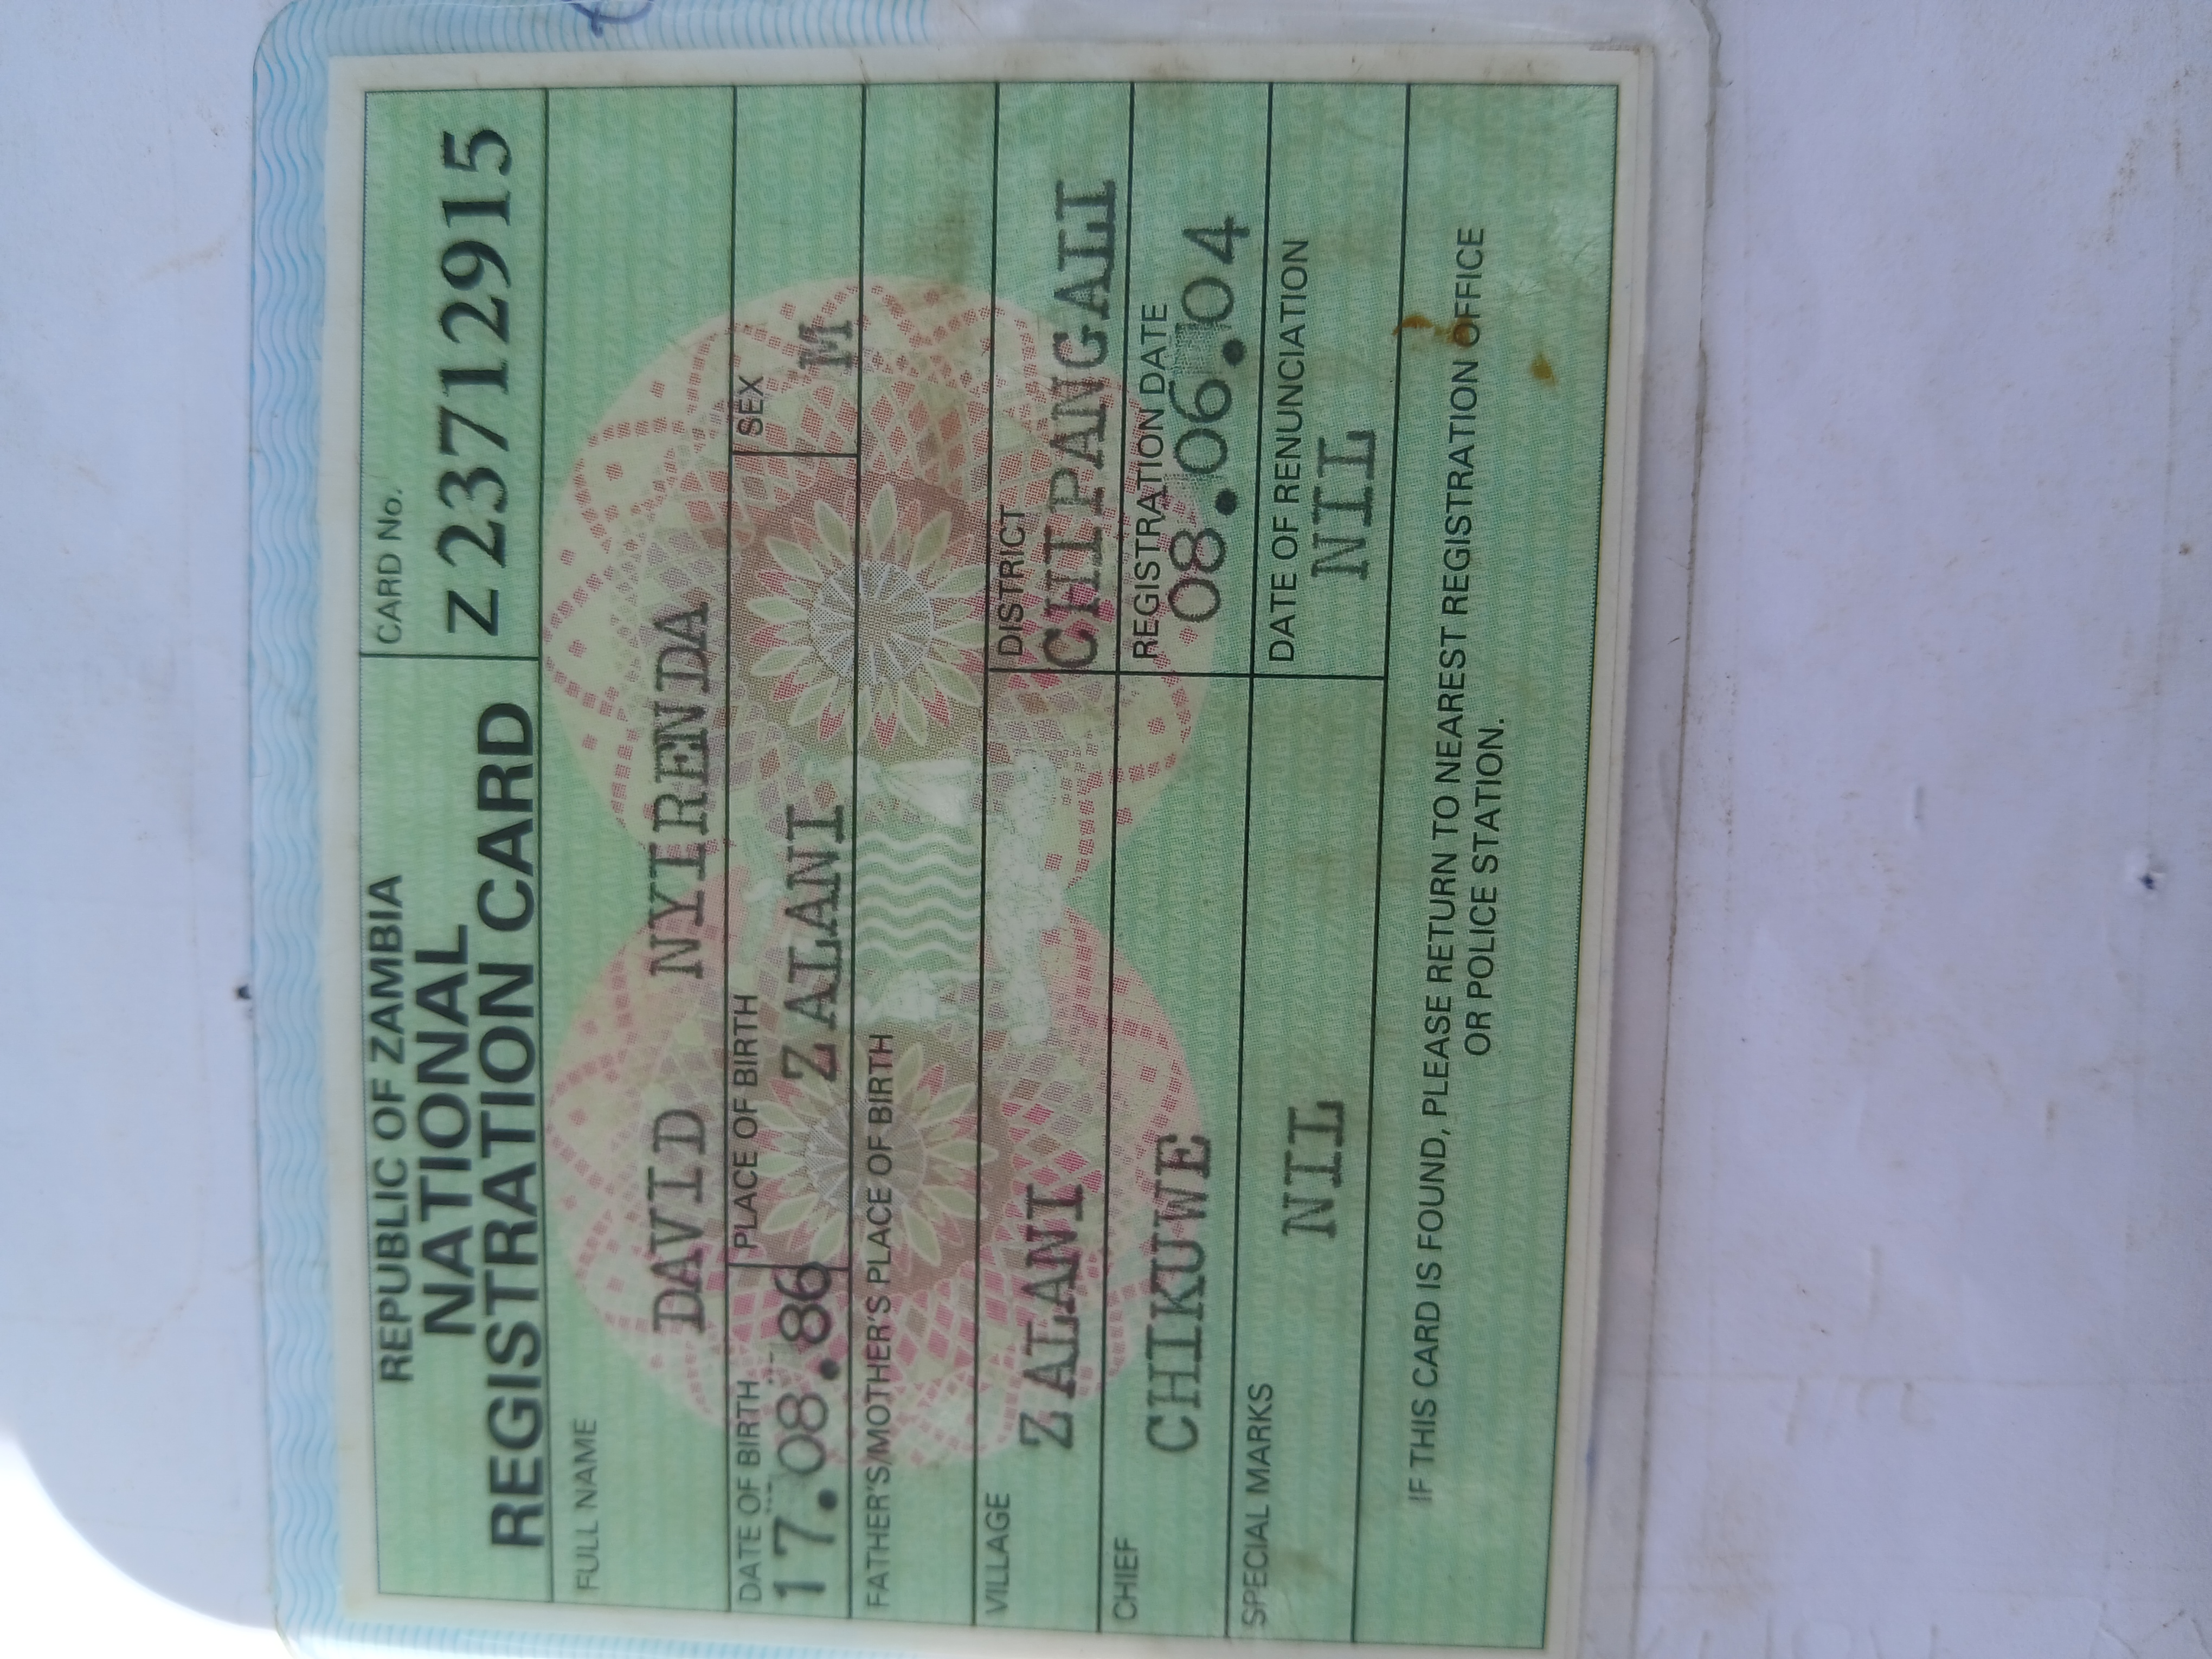 REPUBLIC OF ZAMBIA
NATIONAL
REGISTRATION CARD
CARD No.
Z 23712915
FULL NAME
DAVID NYIRENDA
DATE OF BIRTH
17.08.86
PLACE OF BIRTH
ZALANI
SEX
M
FATHER'S/MOTHER'S PLACE OF BIRTH
VILLAGE
ZALANI
DISTRICT
CHIPANGALI
CHIEF
CHIKUWE
REGISTRATION DATE
08.06.04
SPECIAL MARKS
NIL
DATE OF RENUNCIATION
NIL
IF THIS CARD IS FOUND, PLEASE RETURN TO NEAREST REGISTRATION OFFICE
OR POLICE STATION.